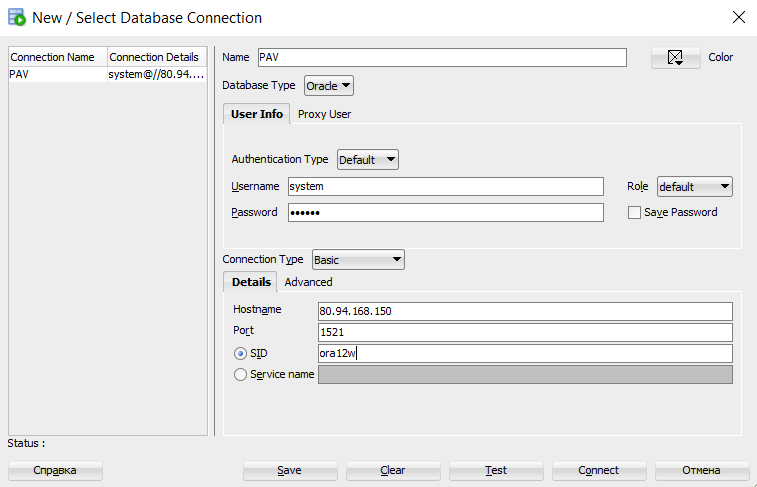 New / Select Database Connection
Connection Name Connection Details
PAV system@//80.94....
Name PAV Color
Database Type Oracle
User Info Proxy User
Authentication Type Default
Username system Role default
Password •••••• Save Password
Connection Type Basic
Details Advanced
Hostname 80.94.168.150
Port 1521
SID ora12w
Service name
Status :
Справка Save Clear Test Connect Отмена